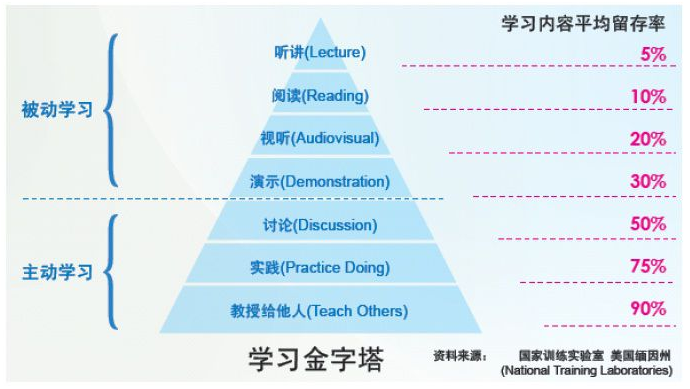 学习内容平均留存率
听讲(Lecture)
5%
阅读(Reading)
10%
被动学习
视听(Audiovisual)
20%
演示(Demonstration)
30%
讨论(Discussion)
50%
主动学习
实践(Practice Doing)
75%
教授给他人(Teach Others)
90%
学习金字塔
资料来源： 国家训练实验室 美国缅因州
(National Training Laboratories)